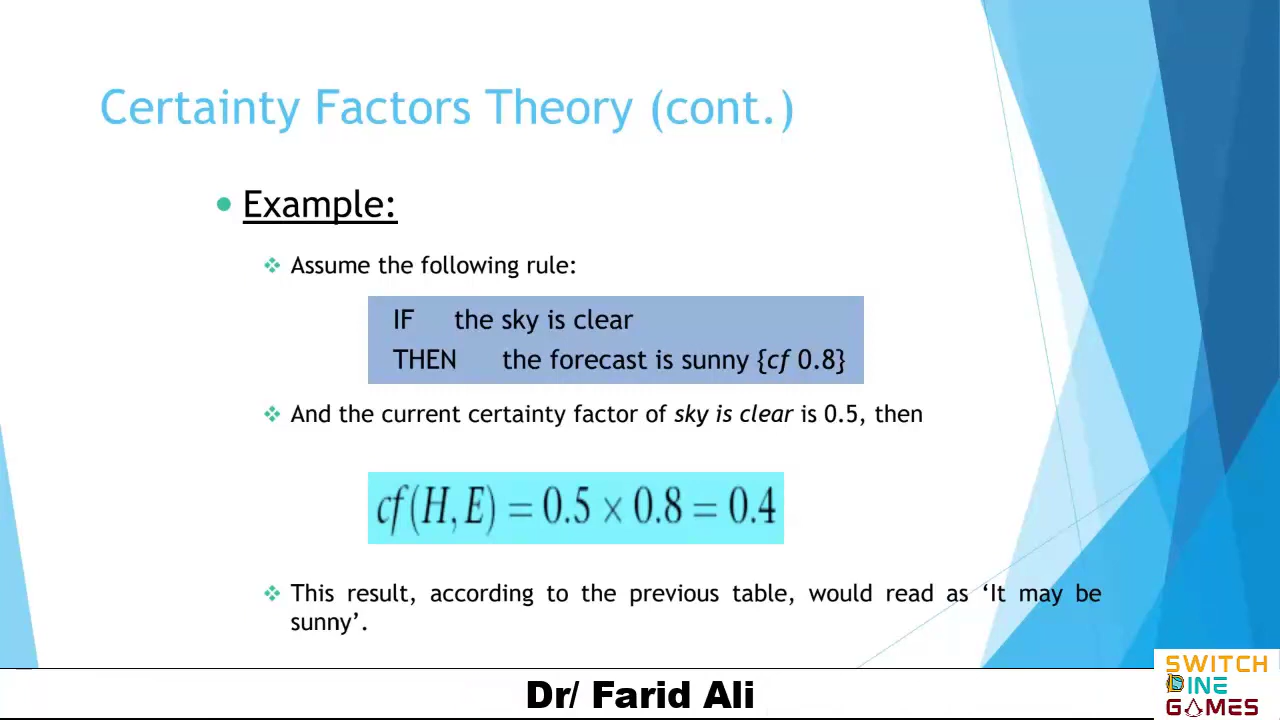 Certainty Factors Theory (cont.)
Example:
Assume the following rule:
IF the sky is clear
THEN the forecast is sunny {cf 0.8}
And the current certainty factor of sky is clear is 0.5, then
cf(H,E) = 0.5 × 0.8 = 0.4
This result, according to the previous table, would read as ‘It may be
sunny’.
Dr/ Farid Ali
SWITCH
DINE
GAMES